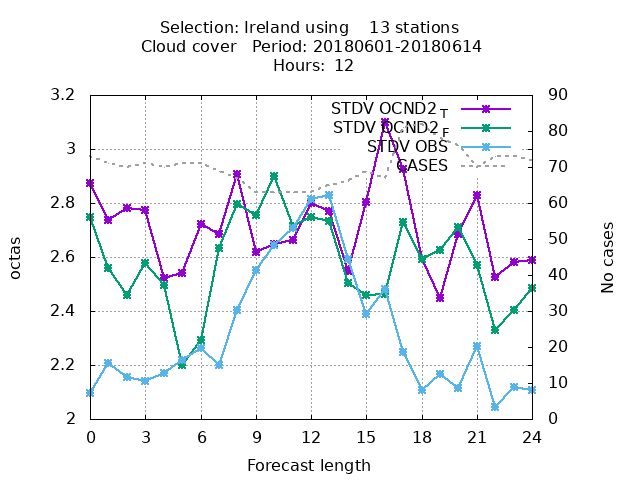 Selection: Ireland using    13 stations
Cloud cover   Period: 20180601-20180614
Hours: 12
3.2
3
2.8
2.6
2.4
2.2
2
octas
90
80
70
60
50
40
30
20
10
0
No cases
STDV OCND2_T
STDV OCND2_F
STDV OBS
CASES
0 3 6 9 12 15 18 21 24
Forecast length